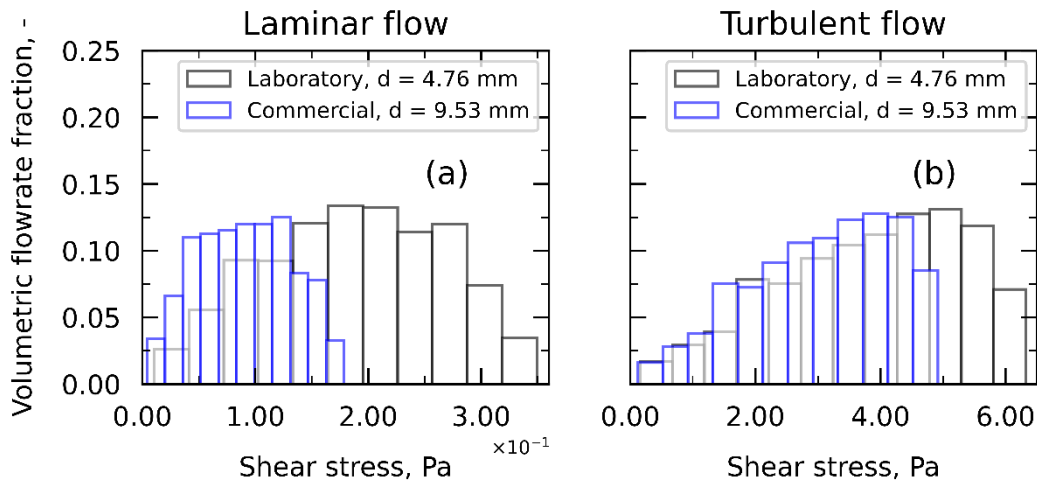 Laminar flow
Turbulent flow
Volumetric flowrate fraction, -
0.25
0.20
0.15
0.10
0.05
0.00
Laboratory, d = 4.76 mm
Commercial, d = 9.53 mm
(a)
Laboratory, d = 4.76 mm
Commercial, d = 9.53 mm
(b)
0.00 1.00 2.00 3.00
×10⁻¹
Shear stress, Pa
0.00 2.00 4.00 6.00
Shear stress, Pa